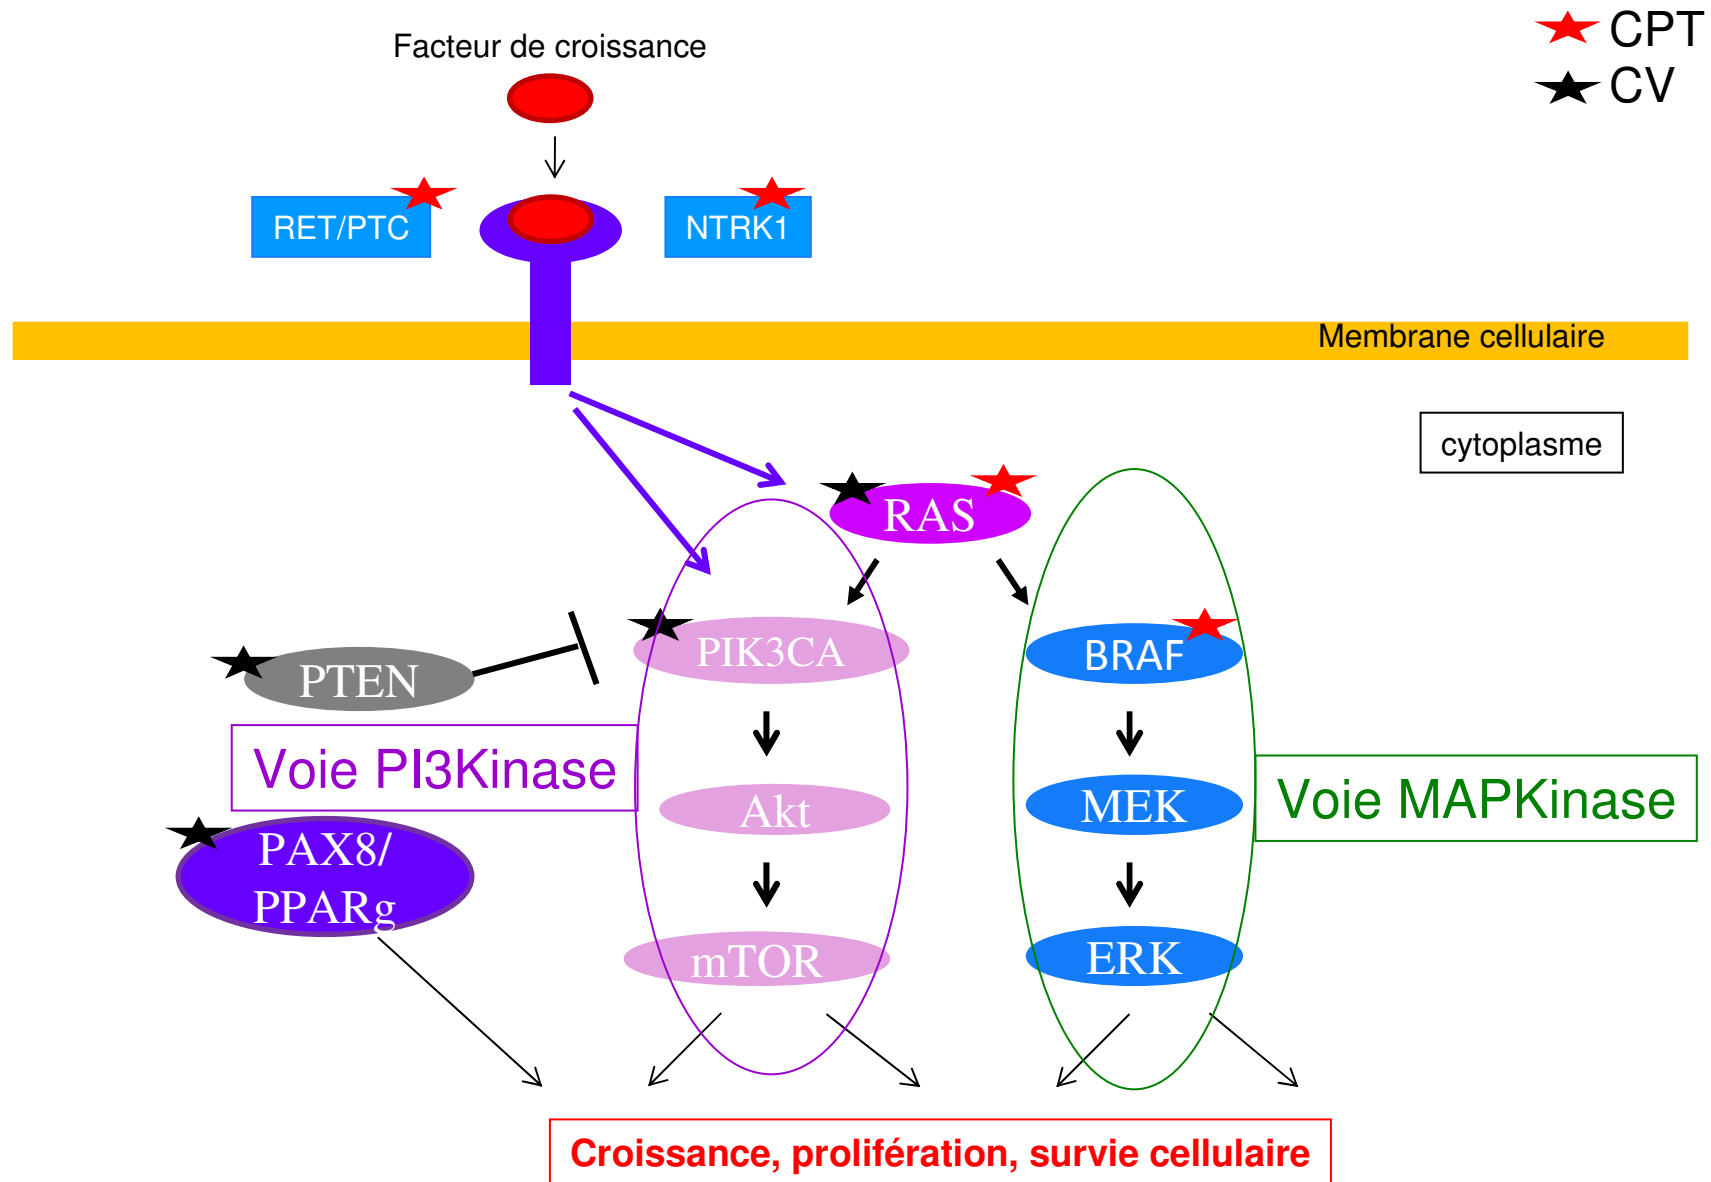 CPT
CV
Facteur de croissance
RET/PTC
NTRK1
Membrane cellulaire
cytoplasme
RAS
PIK3CA
BRAF
PTEN
Voie PI3Kinase
Akt
MEK
Voie MAPKinase
PAX8/
PPARg
mTOR
ERK
Croissance, prolifération, survie cellulaire